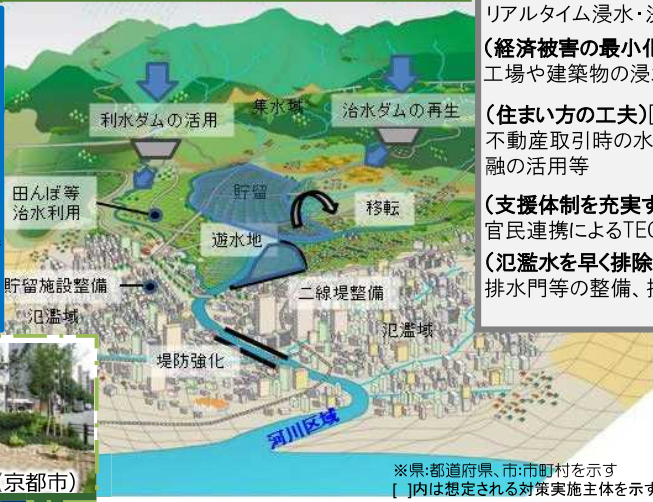 利水ダムの活用
集水域
治水ダムの再生
田んぼ等
治水利用
貯留
移転
遊水地
貯留施設整備
二線堤整備
氾濫域
氾濫域
堤防強化
河川区域
(京都市)
リアルタイム浸水・
(経済被害の最小化
工場や建築物の浸
(住まい方の工夫)[
不動産取引時の水
融の活用等
(支援体制を充実す
官民連携によるTEC
(氾濫水を早く排除
排水門等の整備、
※県:都道府県、市:市町村を示す
[ ]内は想定される対策実施主体を示す